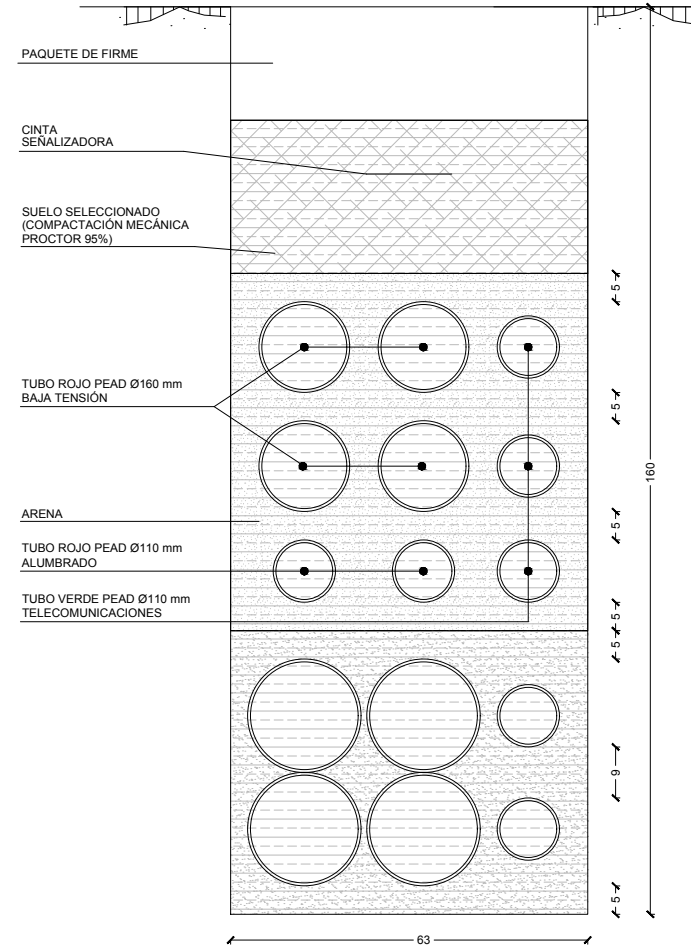 PAQUETE DE FIRME
CINTA
SEÑALIZADORA
SUELO SELECCIONADO
(COMPACTACIÓN MECÁNICA
PROCTOR 95%)
5
TUBO ROJO PEAD Ø160 mm
BAJA TENSIÓN
5
160
ARENA
5
TUBO ROJO PEAD Ø110 mm
ALUMBRADO
TUBO VERDE PEAD Ø110 mm
TELECOMUNICACIONES
5
5
9
5
63